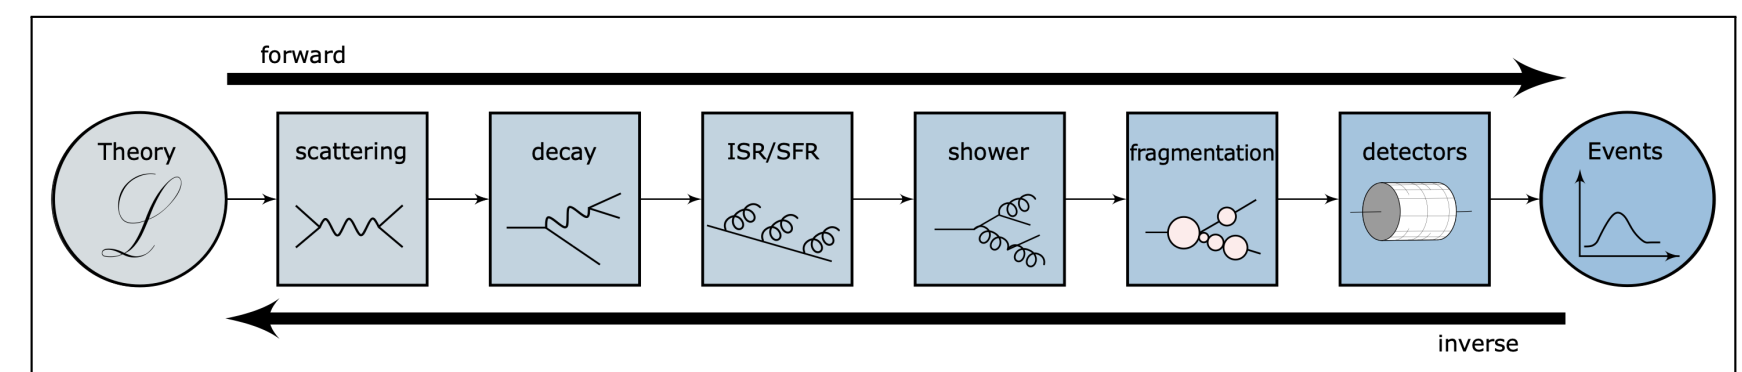 forward
Theory
ℒ
scattering
decay
ISR/SFR
shower
fragmentation
detectors
Events
inverse